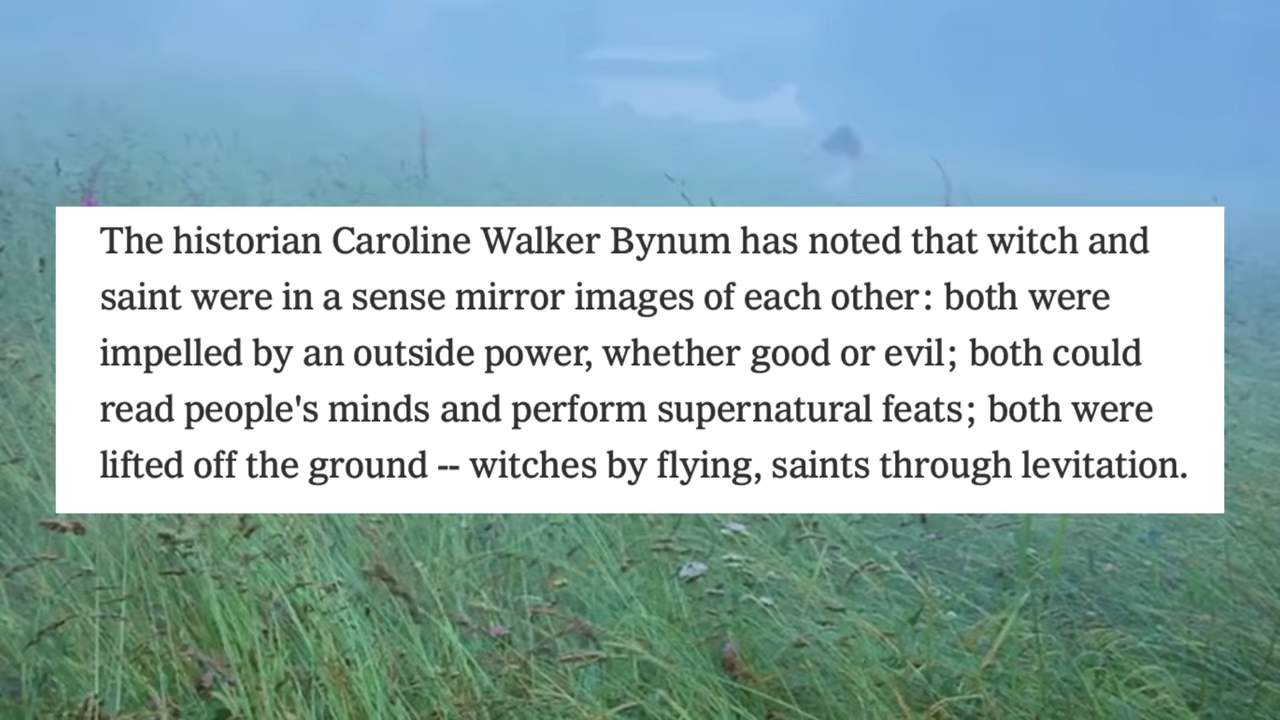 The historian Caroline Walker Bynum has noted that witch and
saint were in a sense mirror images of each other: both were
impelled by an outside power, whether good or evil; both could
read people's minds and perform supernatural feats; both were
lifted off the ground -- witches by flying, saints through levitation.